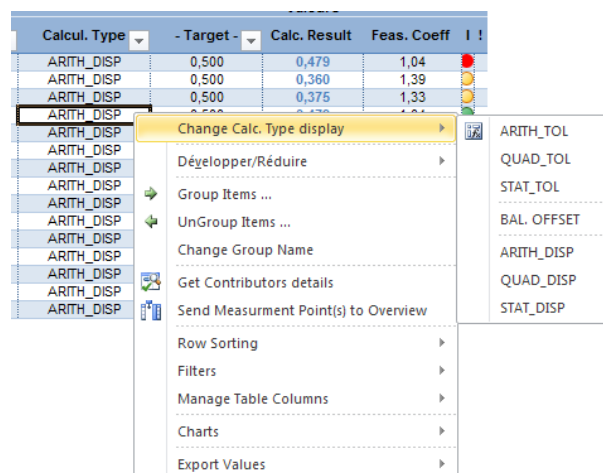 Calcul. Type - Target - Calc. Result Feas. Coeff I !
ARITH_DISP 0,500 0,479 1,04
ARITH_DISP 0,500 0,360 1,39
ARITH_DISP 0,500 0,375 1,33
ARITH_DISP
ARITH_DISP
ARITH_DISP
ARITH_DISP
ARITH_DISP
ARITH_DISP
ARITH_DISP
ARITH_DISP
ARITH_DISP
ARITH_DISP
ARITH_DISP
ARITH_DISP
Change Calc. Type display
Développer/Réduire
Group Items ...
UnGroup Items ...
Change Group Name
Get Contributors details
Send Measurment Point(s) to Overview
Row Sorting
Filters
Manage Table Columns
Charts
Export Values
ARITH_TOL
QUAD_TOL
STAT_TOL
BAL. OFFSET
ARITH_DISP
QUAD_DISP
STAT_DISP